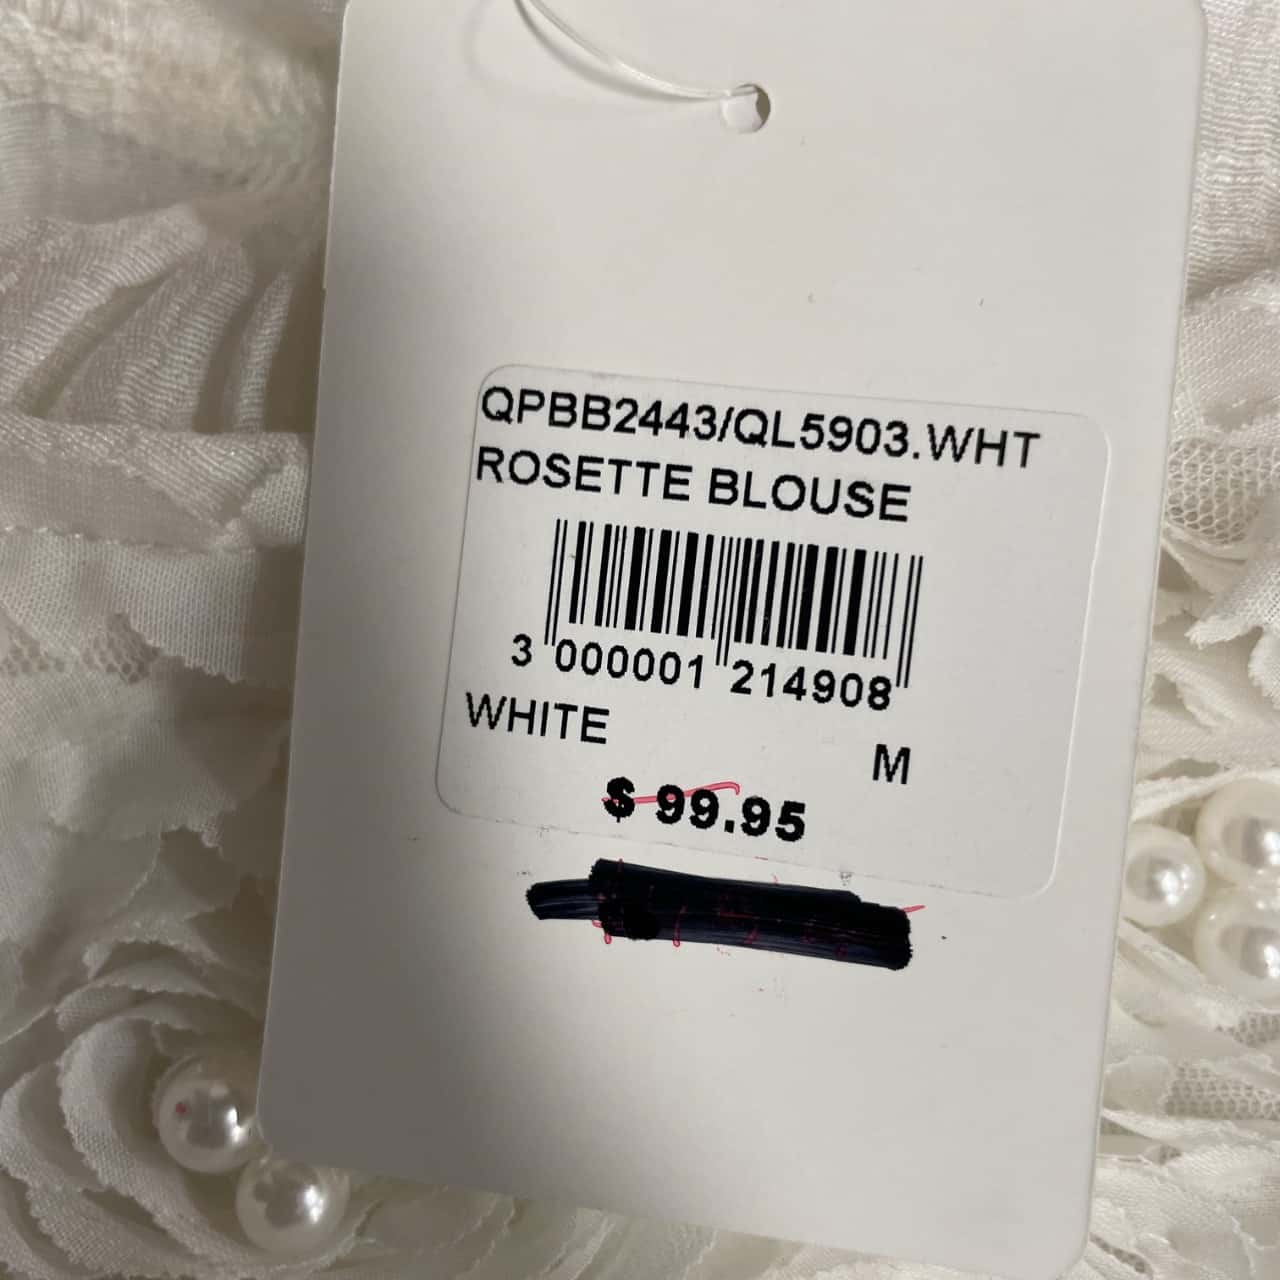 QPBB2443/QL5903.WHT
ROSETTE BLOUSE
3 000001 214908
WHITE
M
$ 99.95